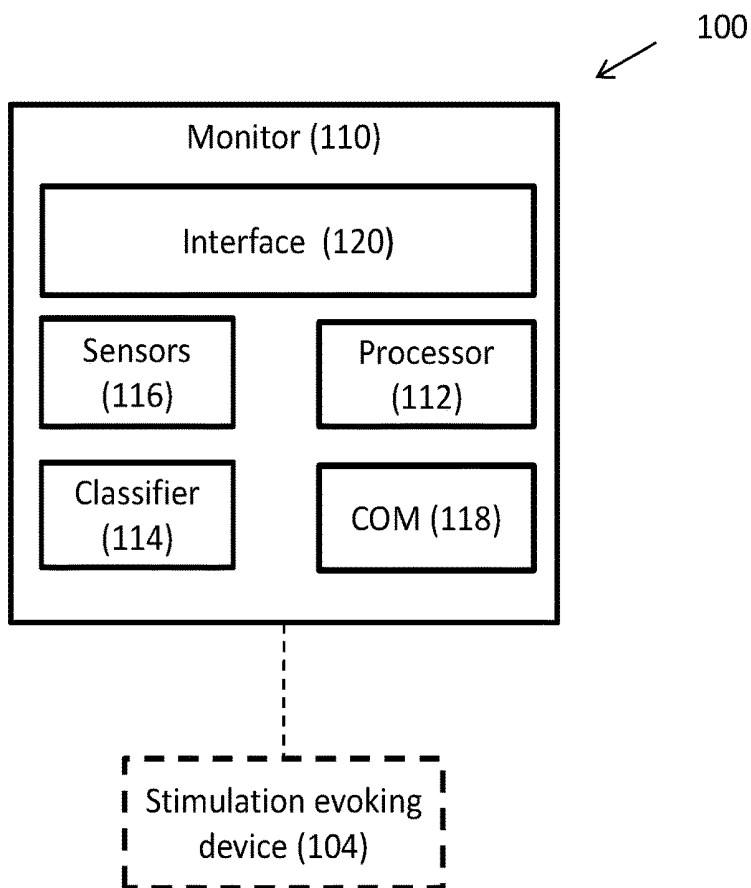 100
Monitor (110)
Interface (120)
Sensors
(116)
Processor
(112)
Classifier
(114)
COM (118)
Stimulation evoking
device (104)